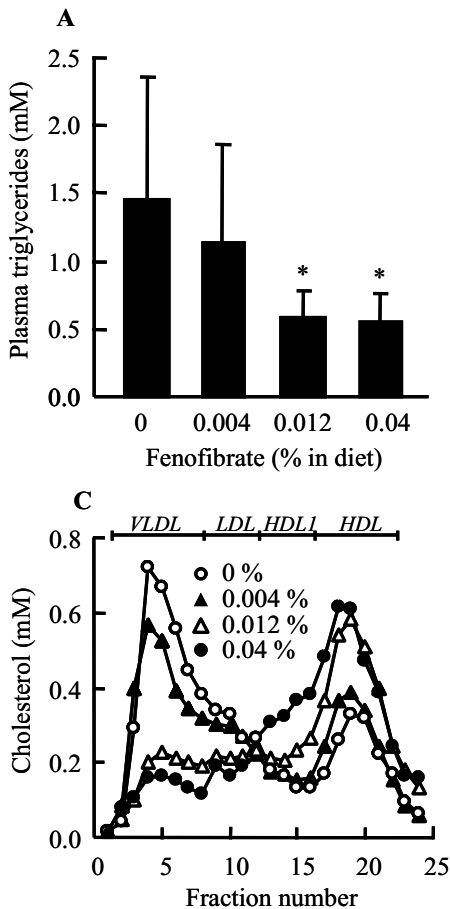 A
Plasma triglycerides (mM)
2.5
2.0
1.5
1.0
0.5
0.0
* *
0 0.004 0.012 0.04
Fenofibrate (% in diet)
C
VLDL LDL HDL1 HDL
Cholesterol (mM)
0.8
0.6
0.4
0.2
0.0
0 %
0.004 %
0.012 %
0.04 %
0 5 10 15 20 25
Fraction number